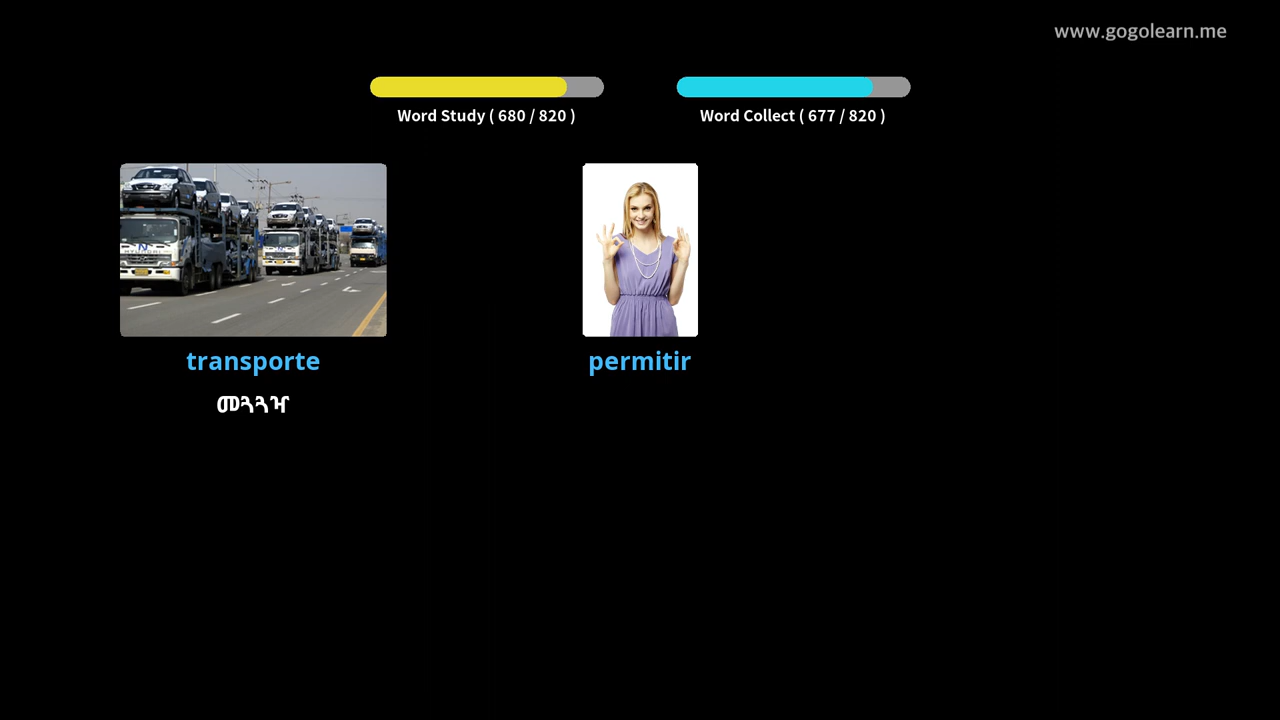 www.gogolearn.me
Word Study ( 680 / 820 )
Word Collect ( 677 / 820 )
transporte
permitir
መጓጓዣ